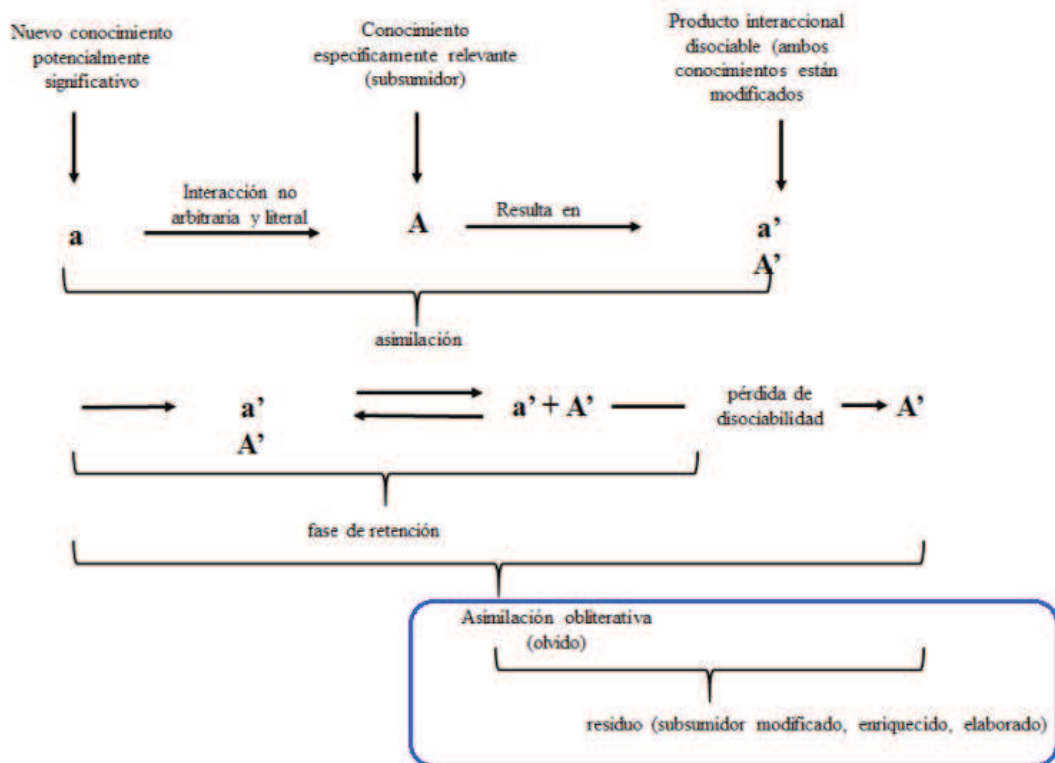 Nuevo conocimiento
potencialmente
significativo
Conocimiento
específicamente relevante
(subsumidor)
Producto interaccional
disociable (ambos
conocimientos están
modificados
a
Interacción no
arbitraria y literal
A
Resulta en
a’
A’
asimilación
a’
A’
a’ + A’
pérdida de
disociabilidad
A’
fase de retención
Asimilación obliterativa
(olvido)
residuo (subsumidor modificado, enriquecido, elaborado)